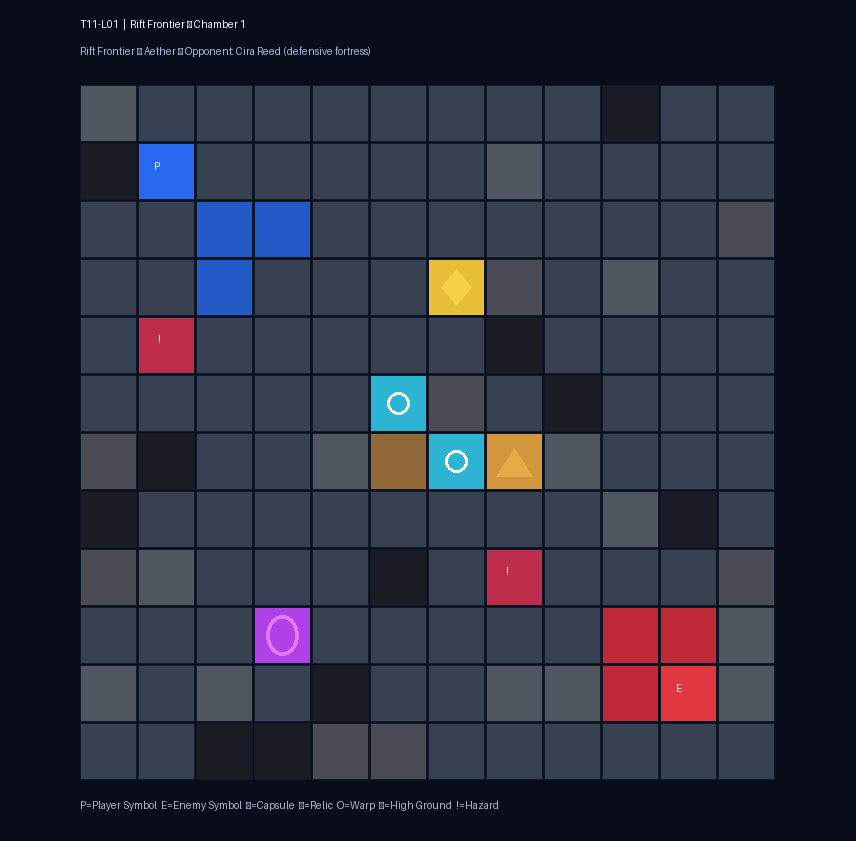 T11-L01 | Rift Frontier □ Chamber 1
Rift Frontier □ Aether □ Opponent: Cira Reed (defensive fortress)
P
!
!
E
P=Player Symbol E=Enemy Symbol □=Capsule □=Relic O=Warp □=High Ground !=Hazard